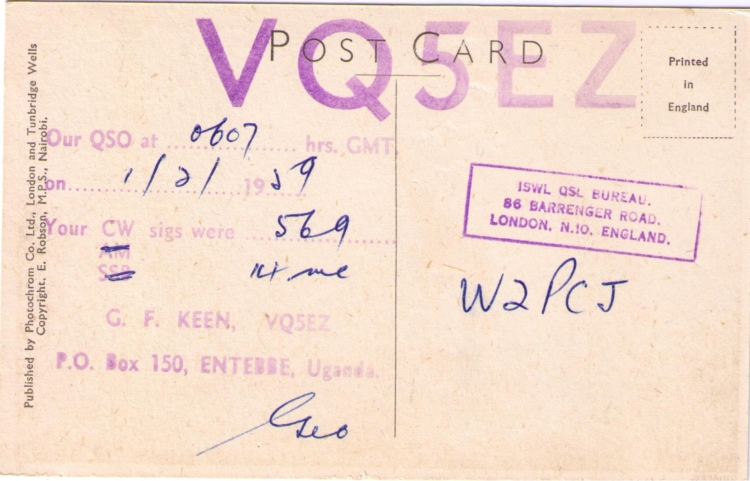 VQ5EZ
POST CARD
Printed
in
England
Published by Photochrom Co. Ltd., London and Tunbridge Wells
Copyright, E. Robson, M.P.S., Nairobi.
Our QSO at 0607 hrs. GMT.
on 1/2/ 1959
Your CW sigs were 569
AM
SSB 14 mc
G. F. KEEN, VQ5EZ
P.O. Box 150, ENTEBBE, Uganda.
Geo
ISWL QSL BUREAU.
86 BARRENGER ROAD,
LONDON, N.10. ENGLAND.
W2PCJ